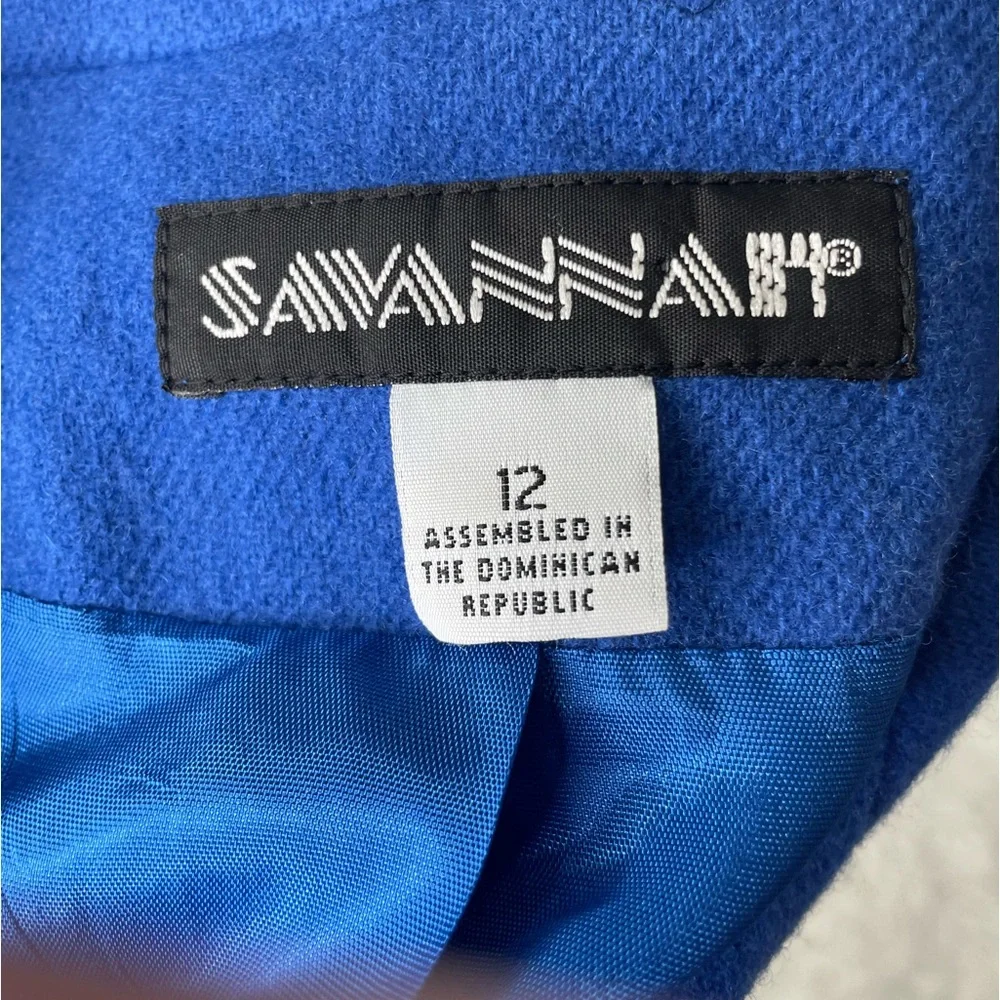 SAVANNAH®
12
ASSEMBLED IN
THE DOMINICAN
REPUBLIC